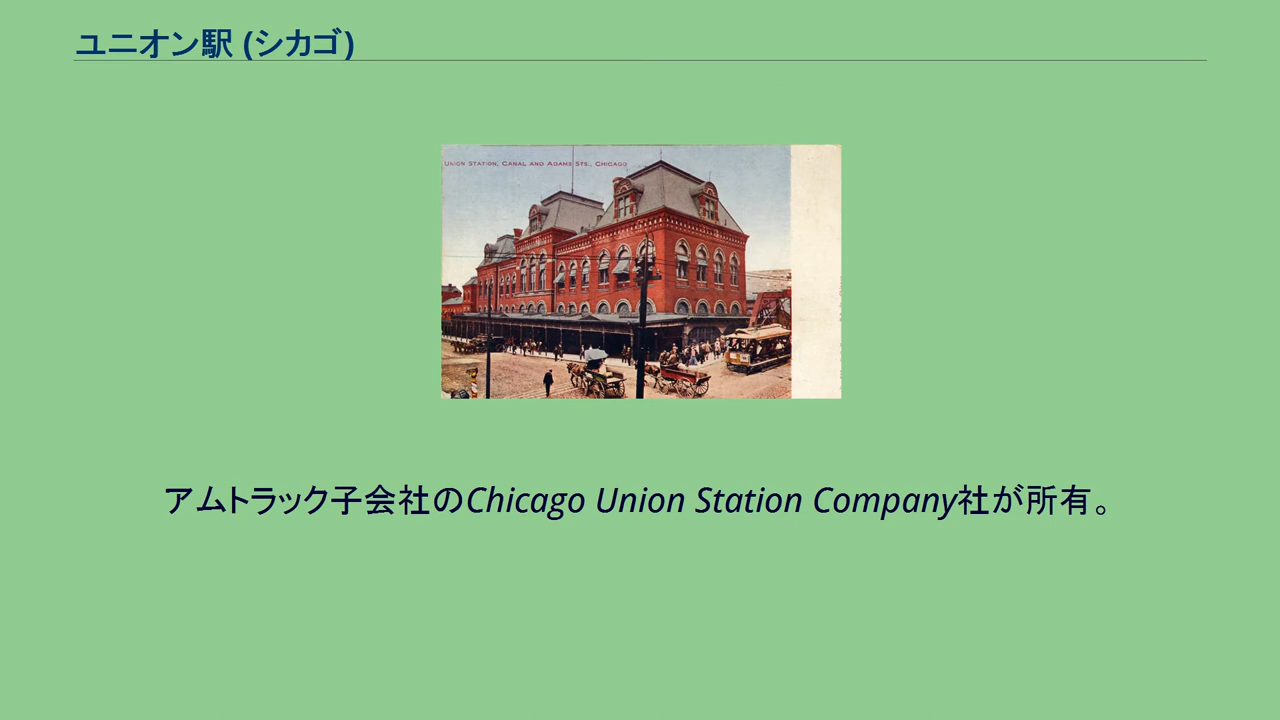 ユニオン駅 (シカゴ)
UNION STATION, CANAL AND ADAMS STS., CHICAGO
アムトラック子会社のChicago Union Station Company社が所有。